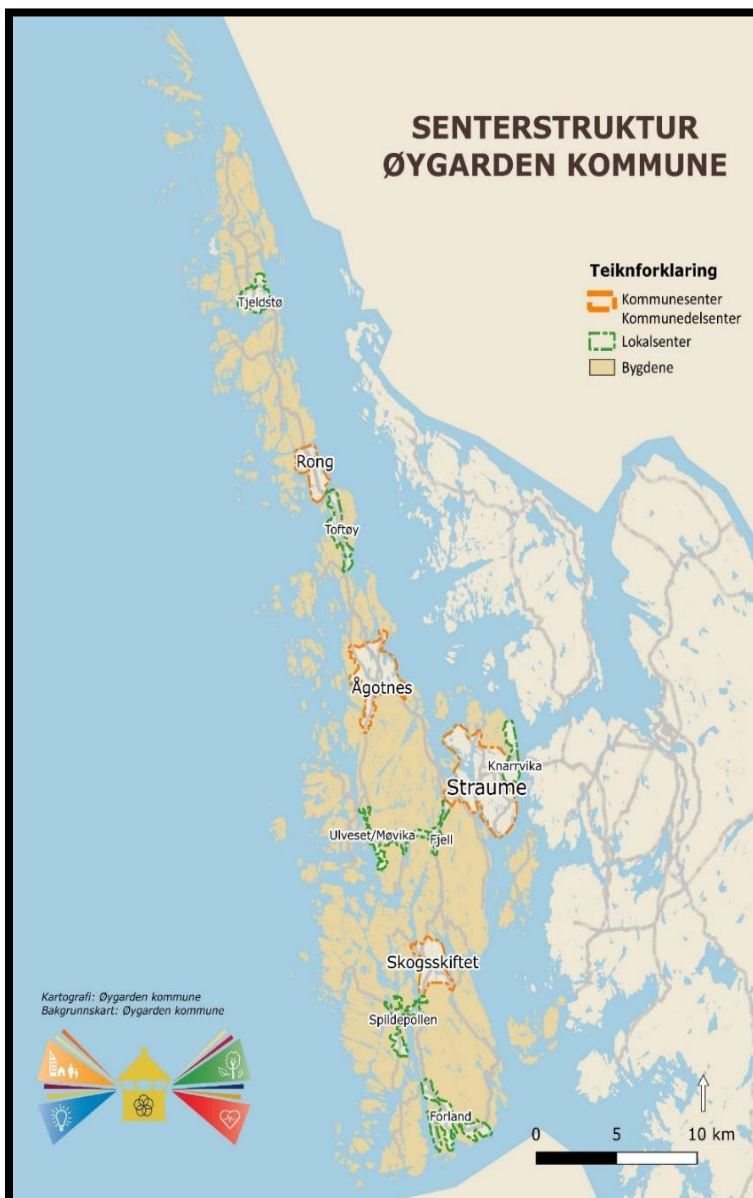 SENTERSTRUKTUR
ØYGARDEN KOMMUNE
Teiknforklaring
Kommunesenter
Kommunedelsenter
Lokalsenter
Bygdene
Tjeldstø
Rong
Toftøy
Ågotnes
Knarrvika
Straume
Ulveset/Møvika
Fjell
Skogsskiftet
Spildepollen
Forland
Kartografi: Øygarden kommune
Bakgrunnskart: Øygarden kommune
0 5 10 km